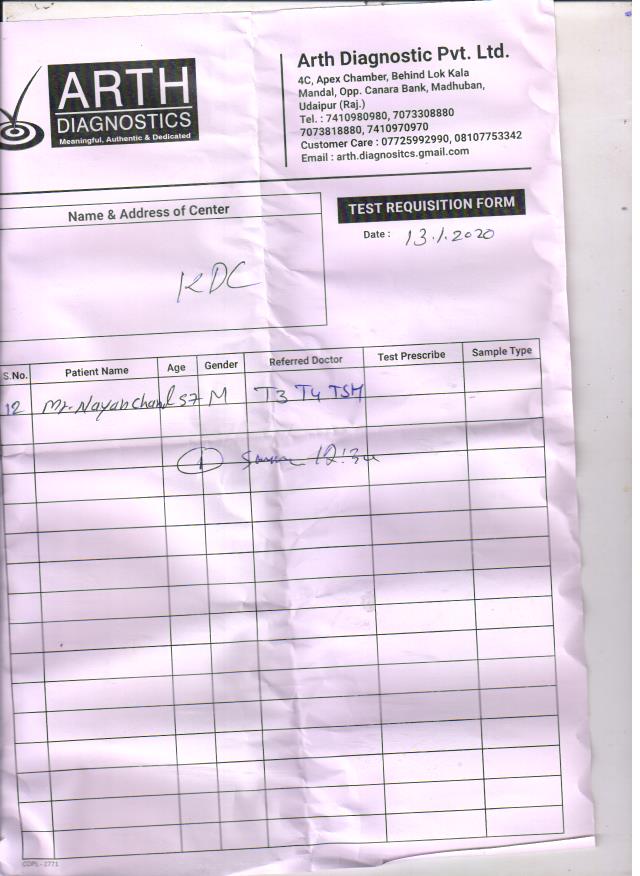 ARTH
DIAGNOSTICS
Meaningful, Authentic & Dedicated
Arth Diagnostic Pvt. Ltd.
4C, Apex Chamber, Behind Lok Kala
Mandal, Opp. Canara Bank, Madhuban,
Udaipur (Raj.)
Tel. : 7410980980, 7073308880
7073818880, 7410970970
Customer Care : 07725992990, 08107753342
Email : arth.diagnositcs.gmail.com
Name & Address of Center
KDC
TEST REQUISITION FORM
Date : 13.1.2020
S.No. Patient Name Age Gender Referred Doctor Test Prescribe Sample Type
12 Mr. Nayanchand 57 M T3 T4 TSH
1
CDPL - 2771